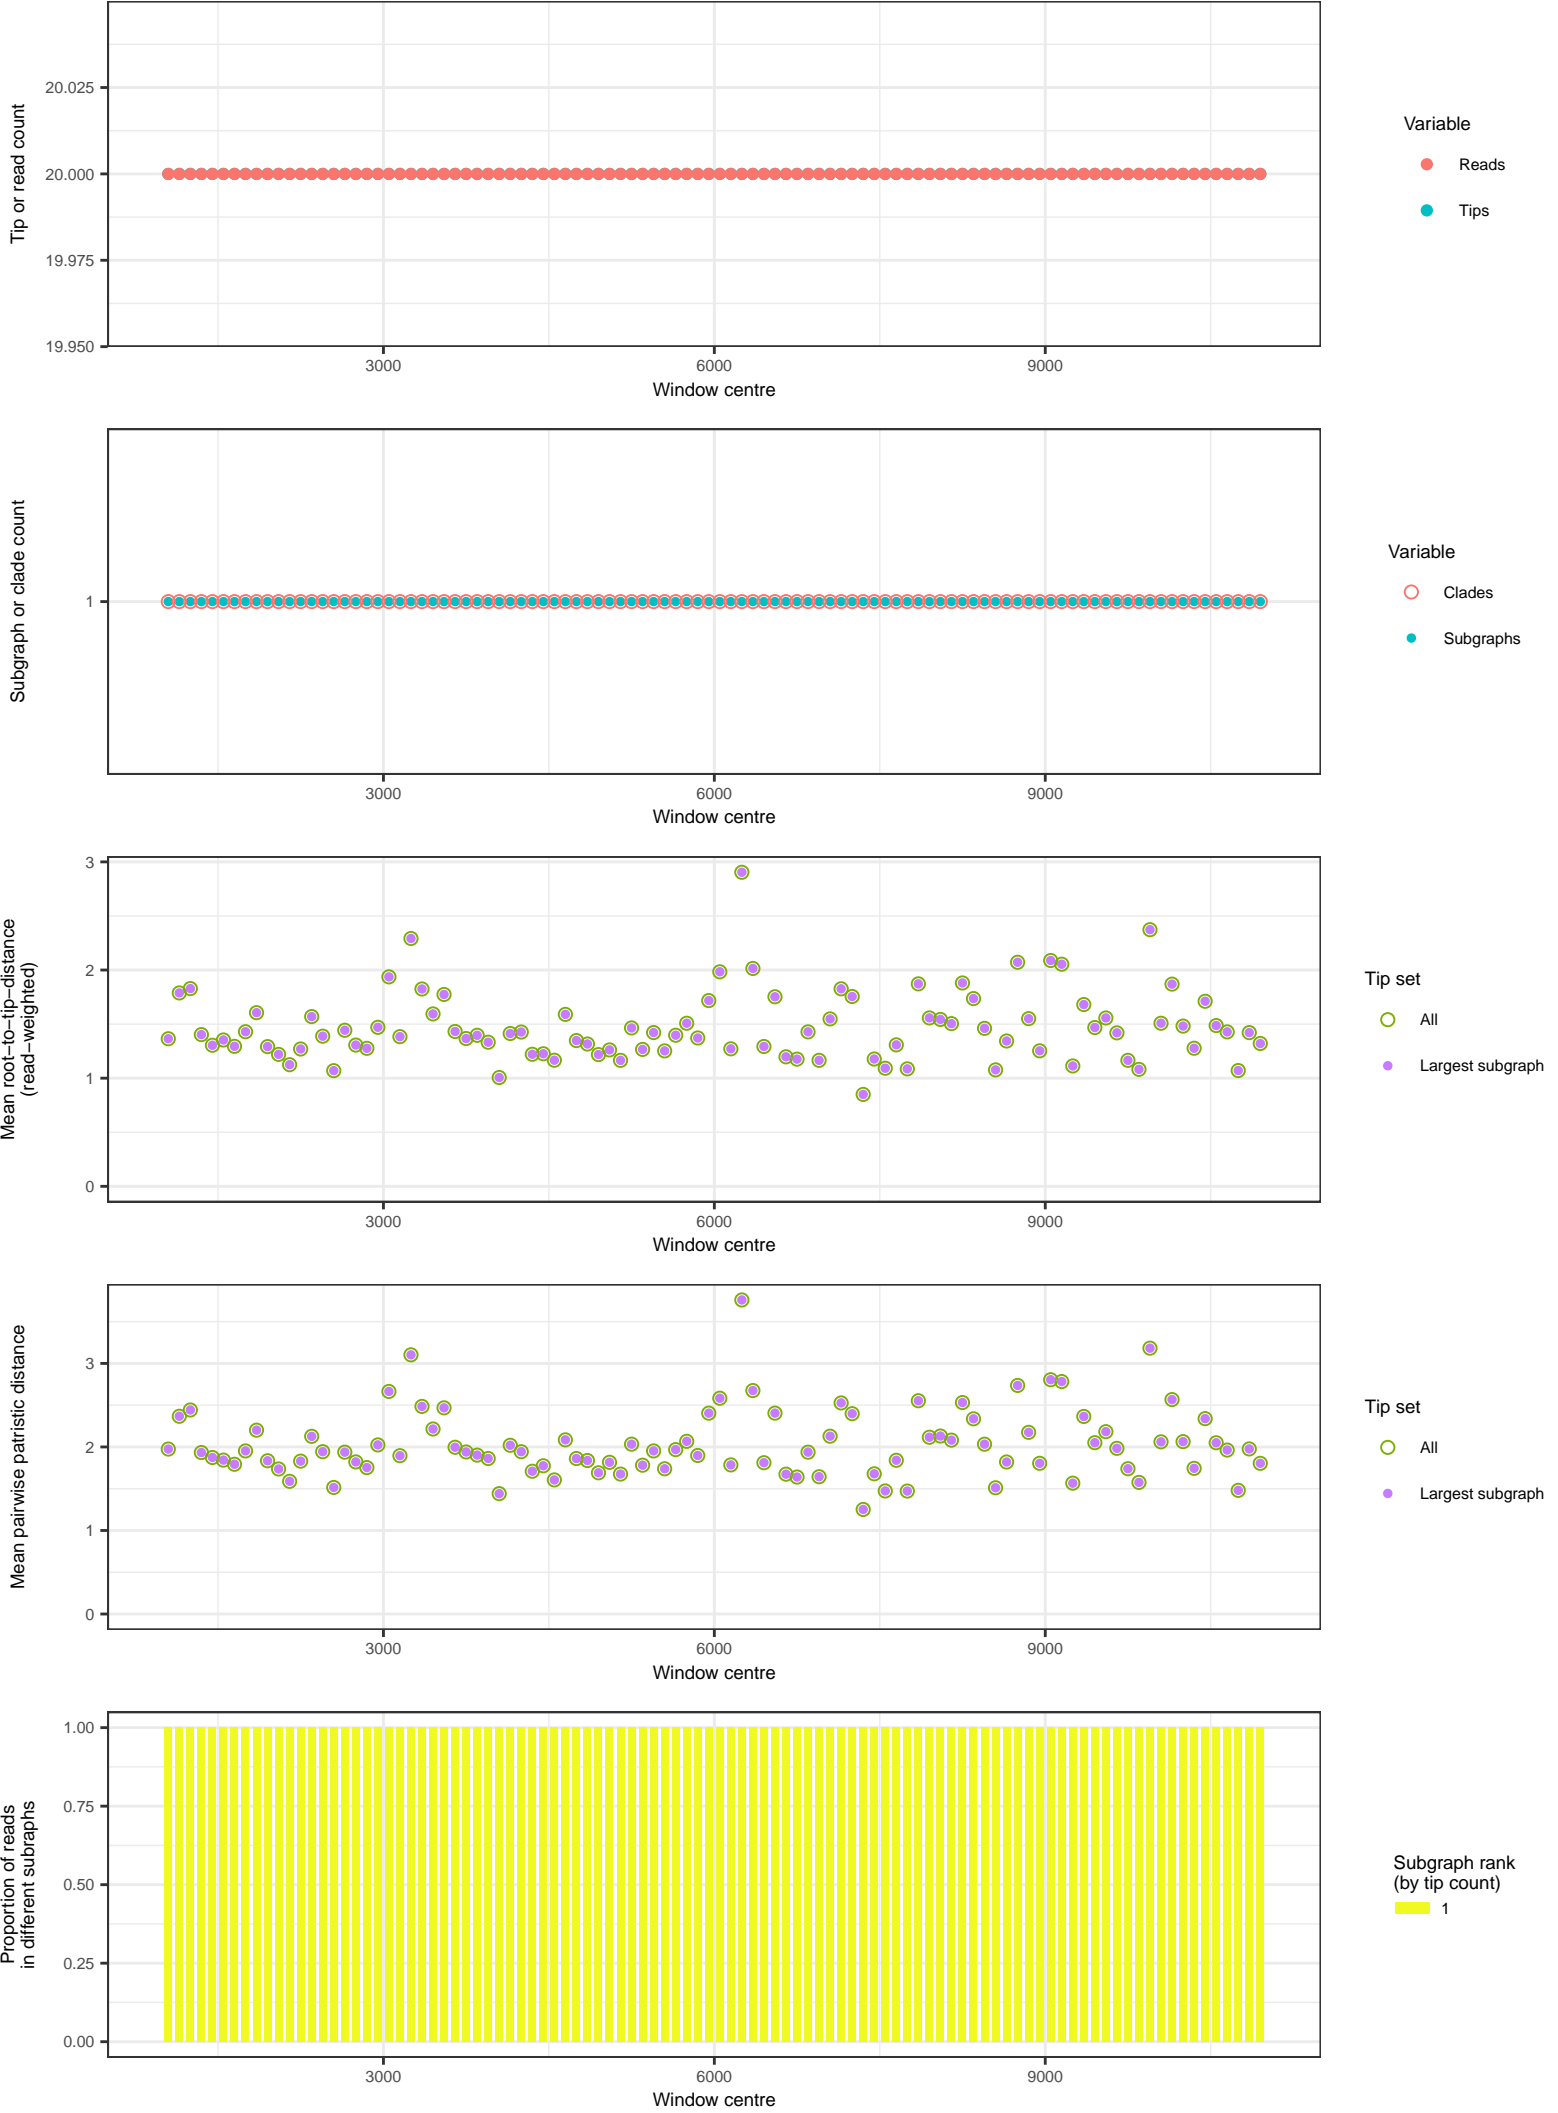 Tip or read count
20.025
20.000
19.975
19.950
3000
6000
9000
Window centre
Variable
Reads
Tips
Subgraph or clade count
1
3000
6000
9000
Window centre
Variable
Clades
Subgraphs
Mean root−to−tip−distance
(read−weighted)
3
2
1
0
3000
6000
9000
Window centre
Tip set
All
Largest subgraph
Mean pairwise patristic distance
3
2
1
0
3000
6000
9000
Window centre
Tip set
All
Largest subgraph
Proportion of reads
in different subraphs
1.00
0.75
0.50
0.25
0.00
3000
6000
9000
Window centre
Subgraph rank
(by tip count)
1